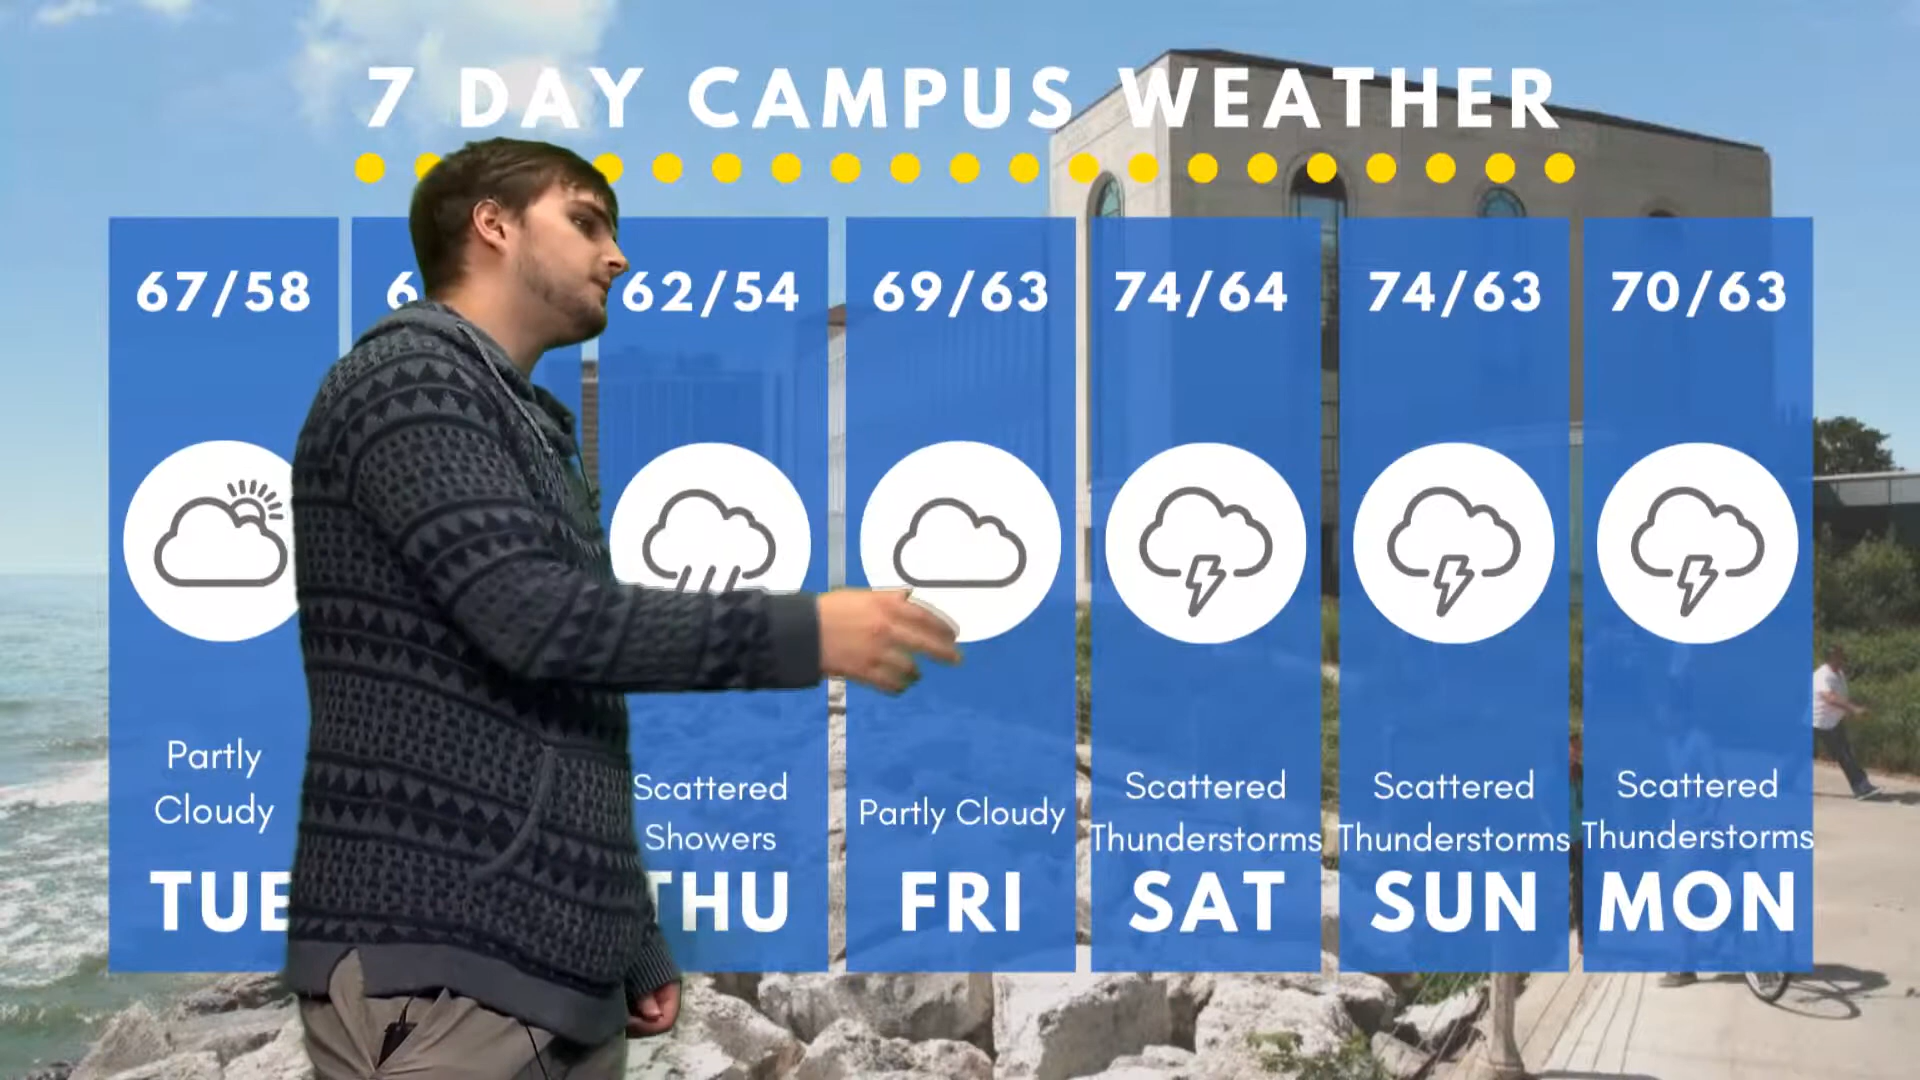 7 DAY CAMPUS WEATHER
67/58
62/54
69/63
74/64
74/63
70/63
Partly
Cloudy
Scattered
Showers
Partly Cloudy
Scattered
Thunderstorms
Scattered
Thunderstorms
Scattered
Thunderstorms
TUE
THU
FRI
SAT
SUN
MON